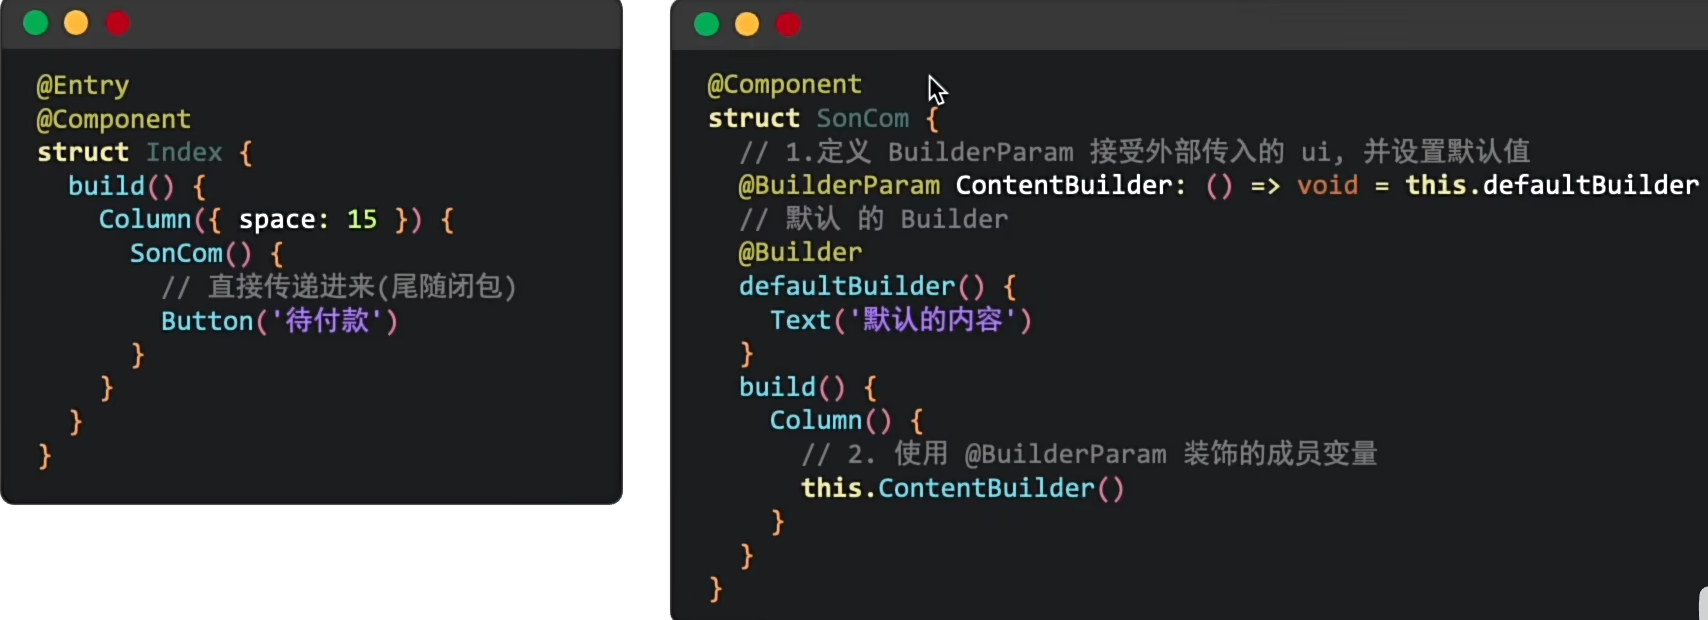 @Entry
@Component
struct Index {
  build() {
    Column({ space: 15 }) {
      SonCom() {
        // 直接传递进来(尾随闭包)
        Button('待付款')
      }
    }
  }
}
@Component
struct SonCom {
  // 1.定义 BuilderParam 接受外部传入的 ui, 并设置默认值
  @BuilderParam ContentBuilder: () => void = this.defaultBuilder
  // 默认 的 Builder
  @Builder
  defaultBuilder() {
    Text('默认的内容')
  }
  build() {
    Column() {
      // 2. 使用 @BuilderParam 装饰的成员变量
      this.ContentBuilder()
    }
  }
}